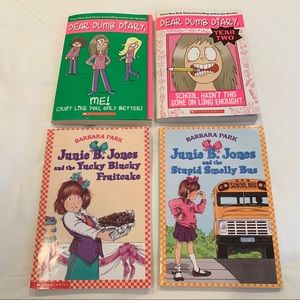 DEAR DUMB DIARY,
ME!
(JUST LIKE YOU, ONLY BETTER)
SCHOLASTIC
DEAR DUMB DIARY,
YEAR
TWO
SCHOOL. HASN'T THIS
GONE ON LONG ENOUGH?
BARBARA PARK
Junie B. Jones
and the Yucky Blucky
Fruitcake
SCHOLASTIC
BARBARA PARK
Junie B. Jones
and the
Stupid Smelly Bus
SCHOOL BUS